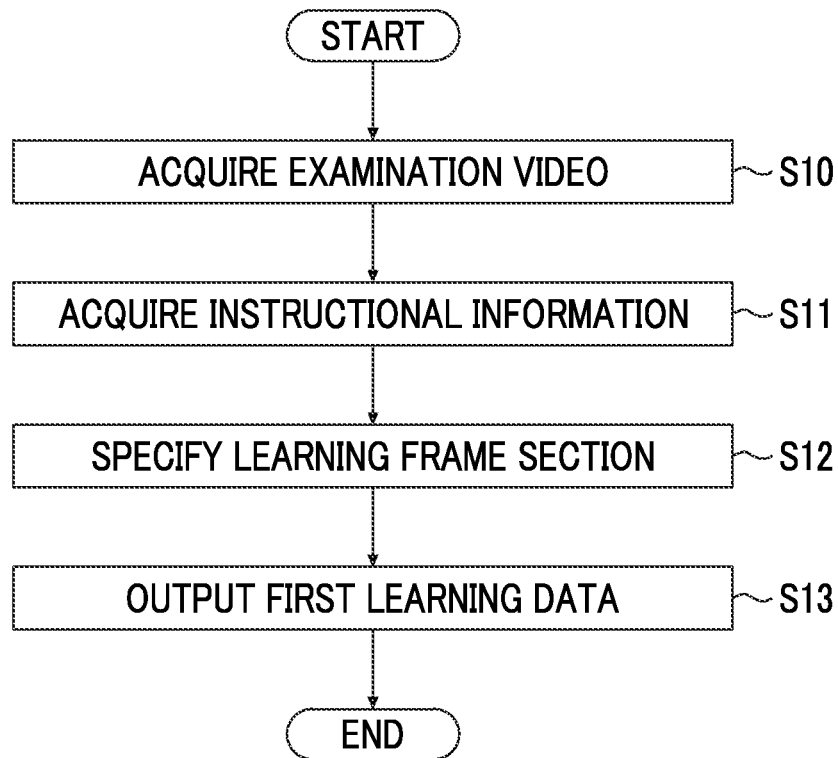 START
ACQUIRE EXAMINATION VIDEO S10
ACQUIRE INSTRUCTIONAL INFORMATION S11
SPECIFY LEARNING FRAME SECTION S12
OUTPUT FIRST LEARNING DATA S13
END